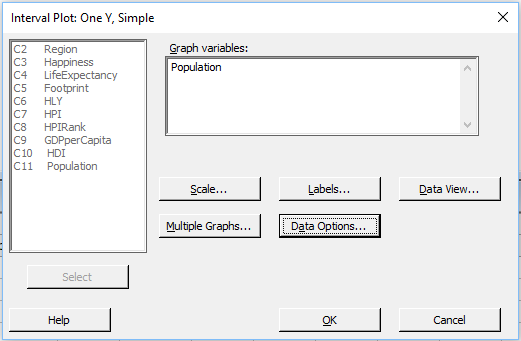 Interval Plot: One Y, Simple
C2 Region
C3 Happiness
C4 LifeExpectancy
C5 Footprint
C6 HLY
C7 HPI
C8 HPIRank
C9 GDPperCapita
C10 HDI
C11 Population
Graph variables:
Population
Scale... Labels... Data View...
Multiple Graphs... Data Options...
Select
Help OK Cancel